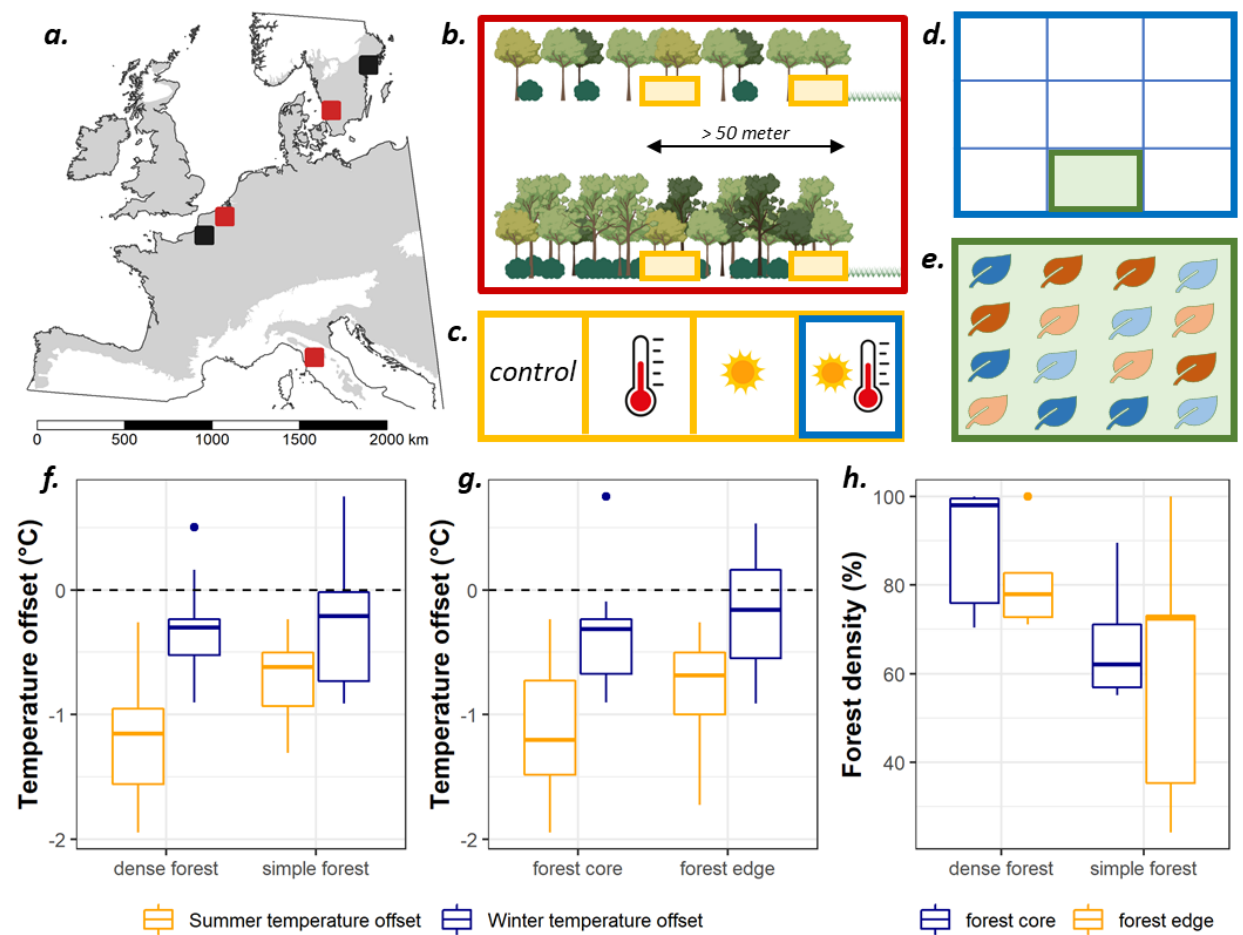 a.
0 500 1000 1500 2000 km
b.
> 50 meter
c.
control
d.
e.
f.
Temperature offset (°C)
0
-1
-2
dense forest simple forest
g.
Temperature offset (°C)
0
-1
-2
forest core forest edge
Summer temperature offset Winter temperature offset
h.
Forest density (%)
100
80
60
40
dense forest simple forest
forest core forest edge